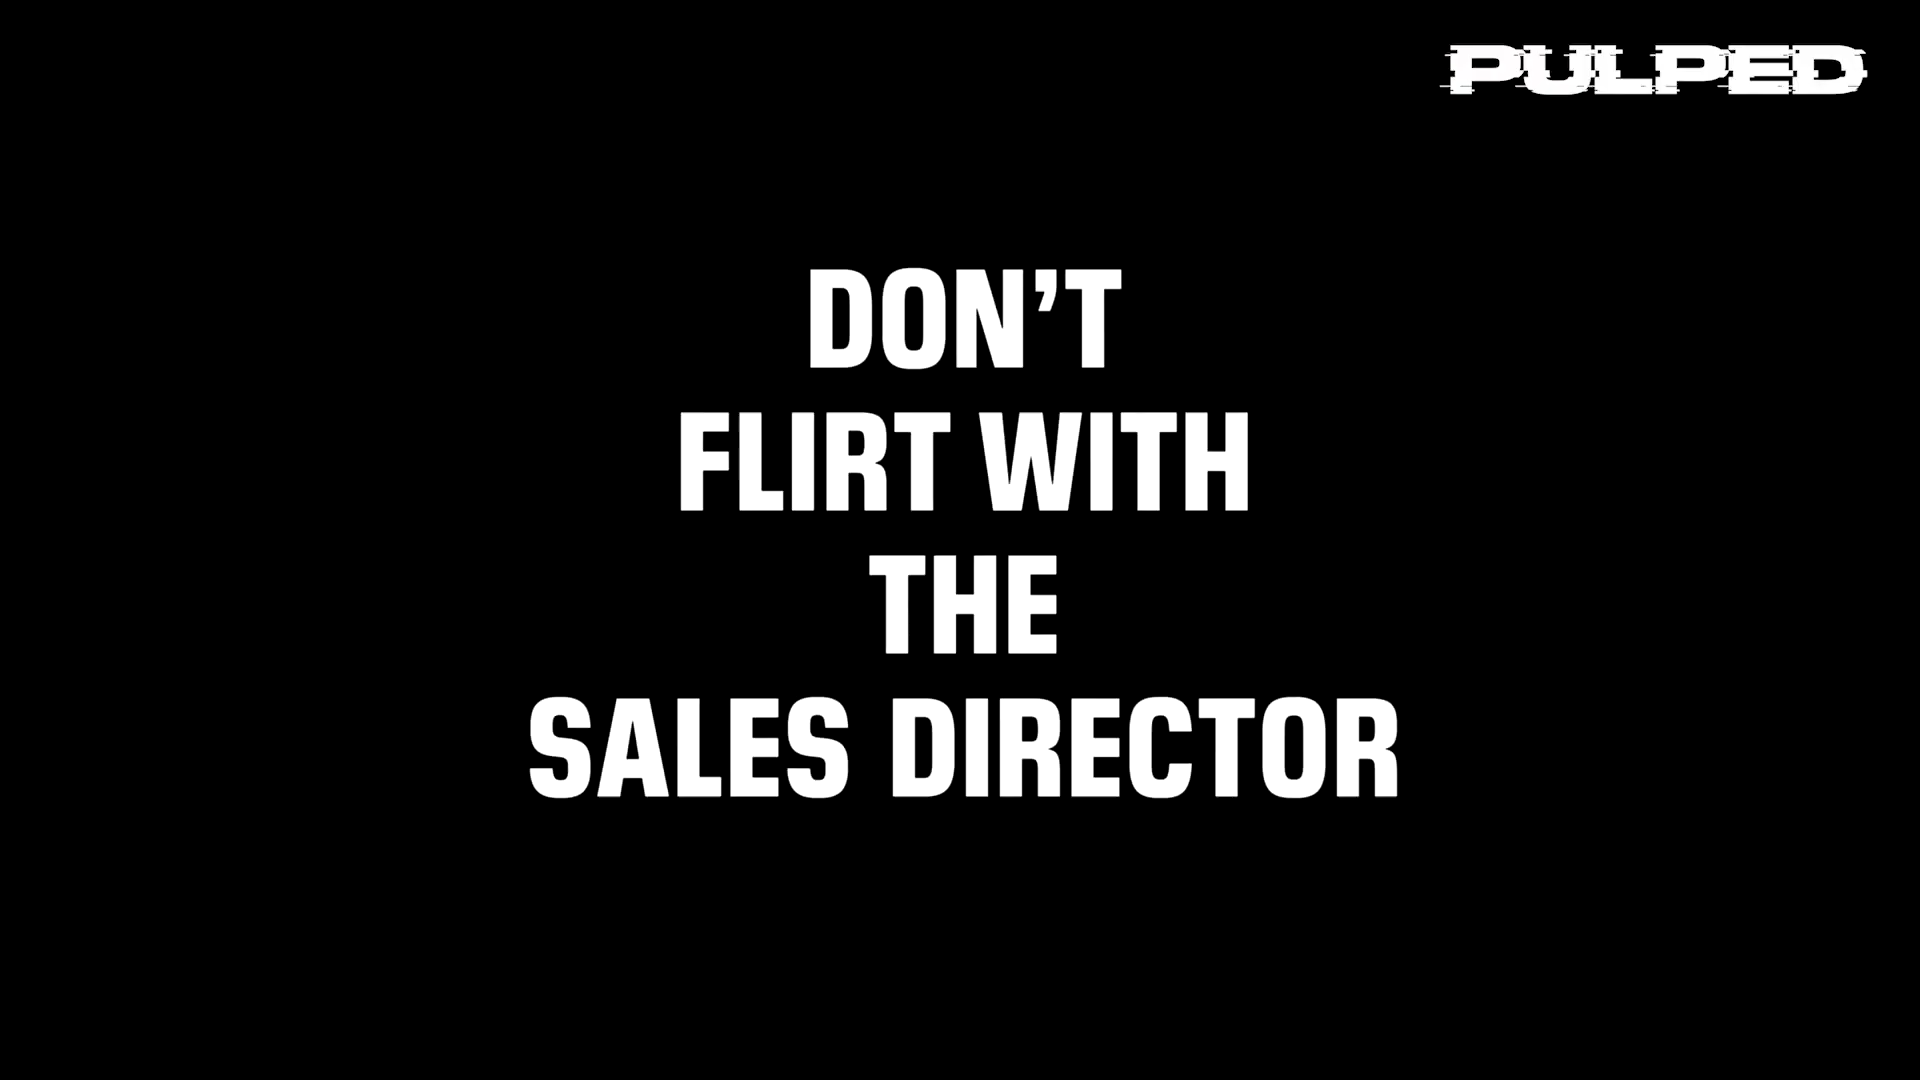 PULPED
DON’T
FLIRT WITH
THE
SALES DIRECTOR